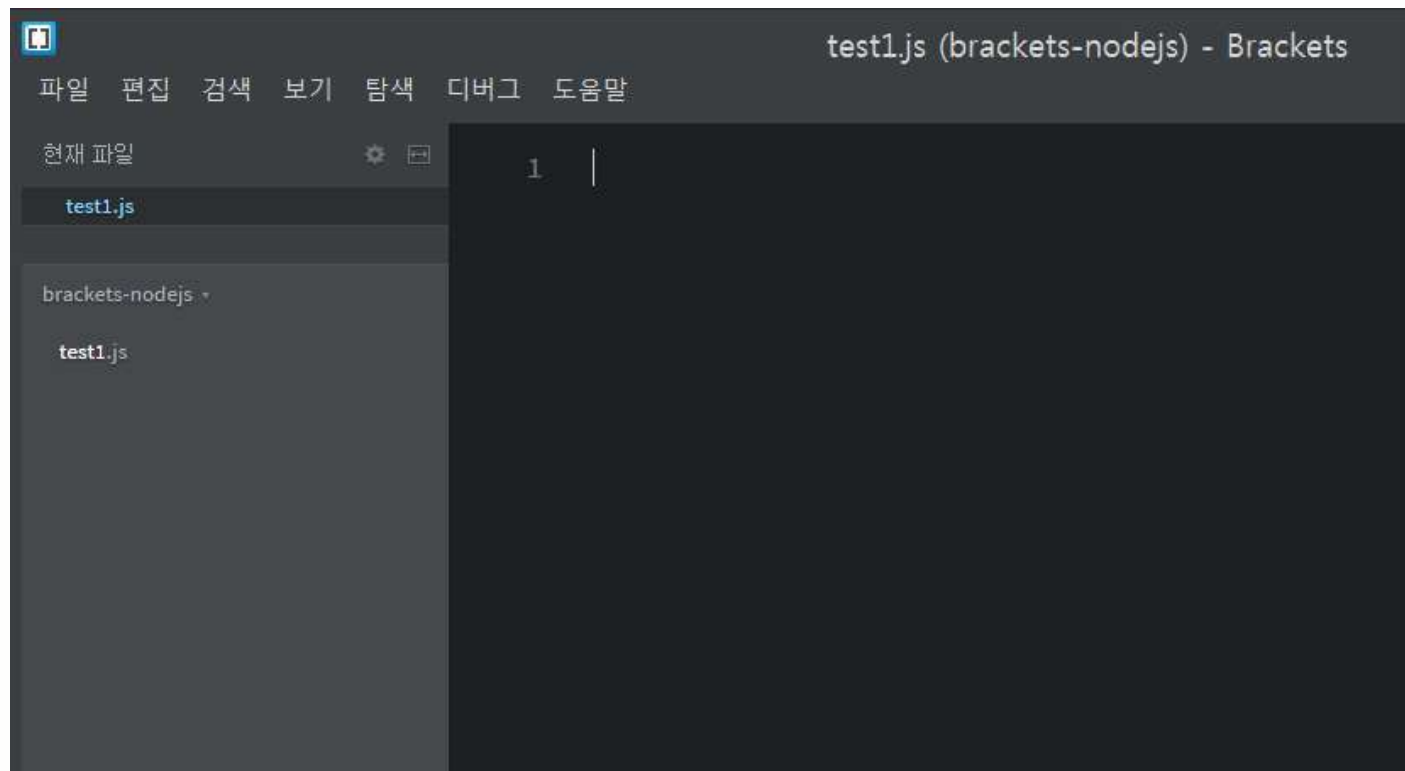 test1.js (brackets-nodejs) - Brackets
파일 편집 검색 보기 탐색 디버그 도움말
현재 파일
1
test1.js
brackets-nodejs
test1.js